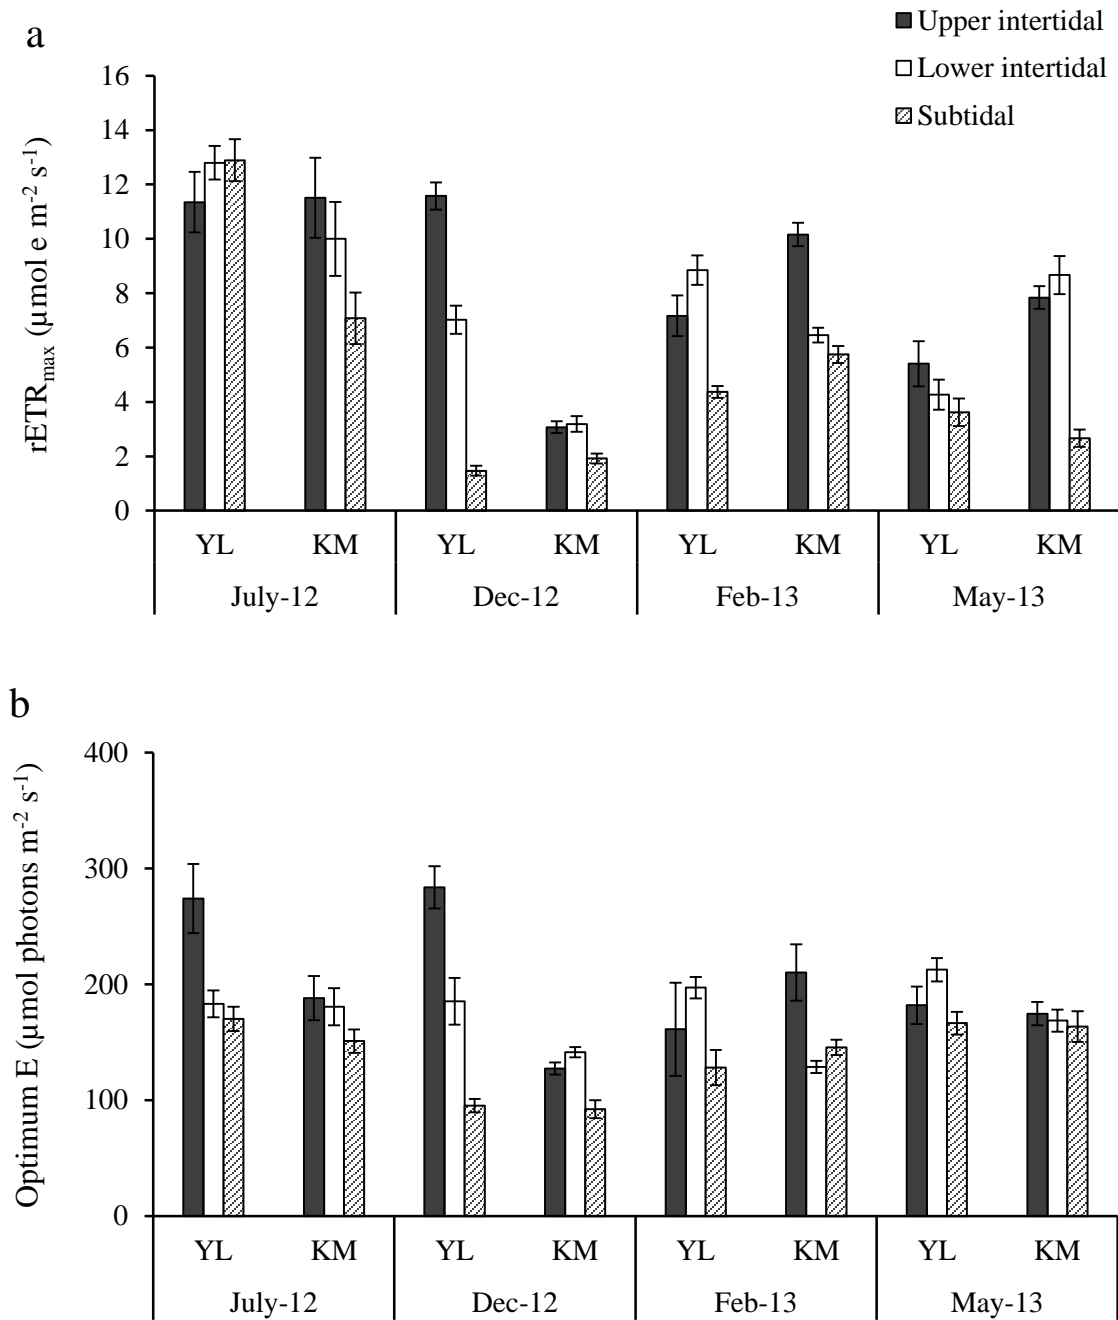 a
Upper intertidal
Lower intertidal
Subtidal
rETRmax (µmol e m-2 s-1)
16
14
12
10
8
6
4
2
0
YL KM YL KM YL KM YL KM
July-12 Dec-12 Feb-13 May-13
b
Optimum E (µmol photons m-2 s-1)
400
300
200
100
0
YL KM YL KM YL KM YL KM
July-12 Dec-12 Feb-13 May-13